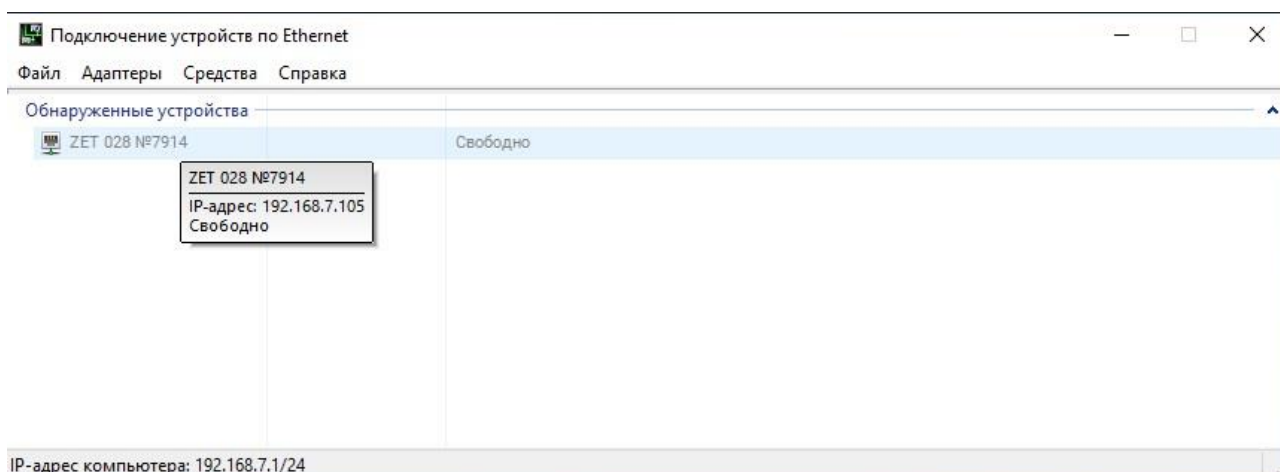 Подключение устройств по Ethernet
Файл Адаптеры Средства Справка
Обнаруженные устройства
ZET 028 №7914 Свободно
ZET 028 №7914
IP-адрес: 192.168.7.105
Свободно
IP-адрес компьютера: 192.168.7.1/24